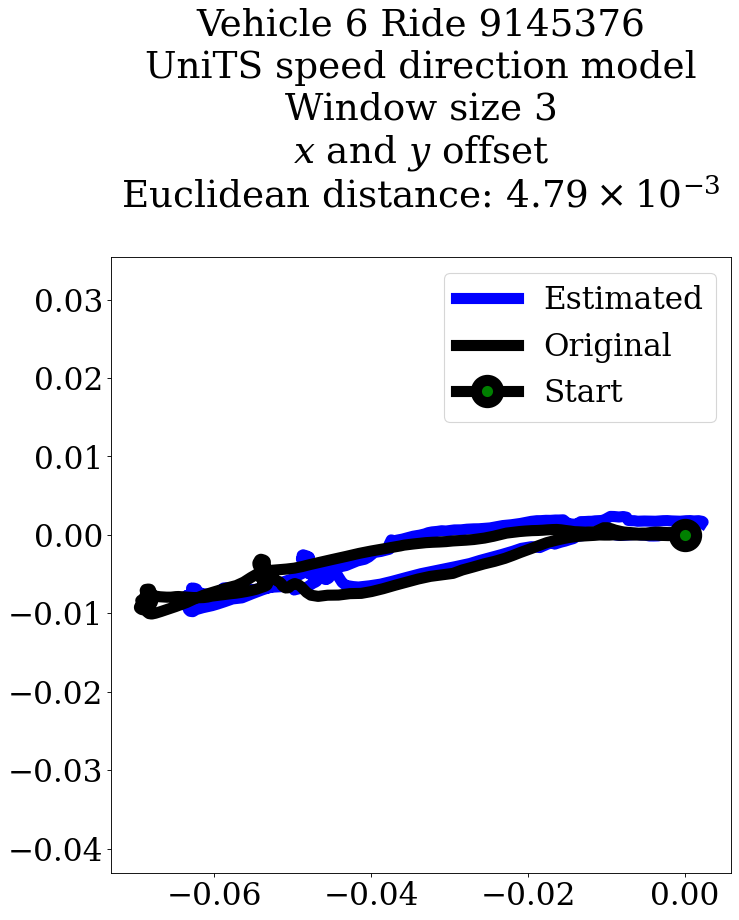 Vehicle 6 Ride 9145376
UniTS speed direction model
Window size 3
x and y offset
Euclidean distance: 4.79 × 10⁻³
Estimated
Original
Start
0.03
0.02
0.01
0.00
−0.01
−0.02
−0.03
−0.04
−0.06 −0.04 −0.02 0.00